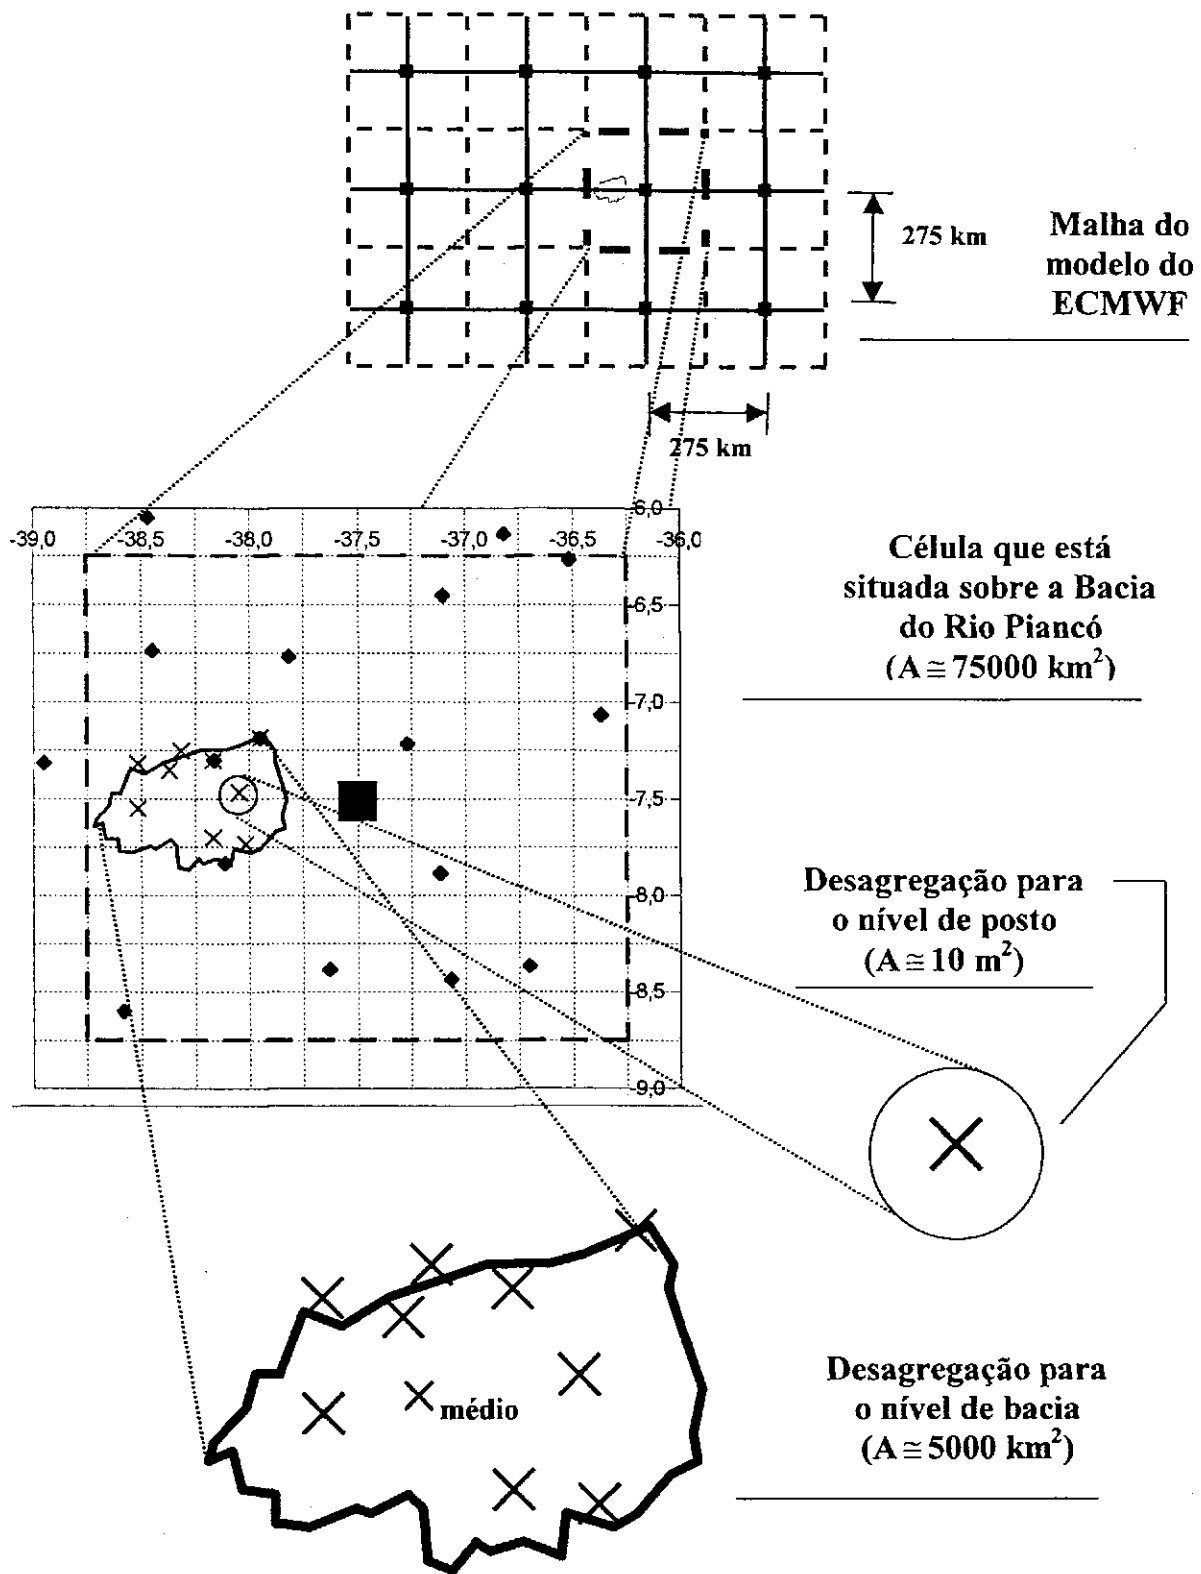 275 km
Malha do
modelo do
ECMWF
275 km
-39,0
-38,5
-38,0
-37,5
-37,0
-36,5
-36,0
-6,0
-6,5
-7,0
-7,5
-8,0
-8,5
-9,0
Célula que está
situada sobre a Bacia
do Rio Piancó
(A ≅ 75000 km²)
Desagregação para
o nível de posto
(A ≅ 10 m²)
médio
Desagregação para
o nível de bacia
(A ≅ 5000 km²)